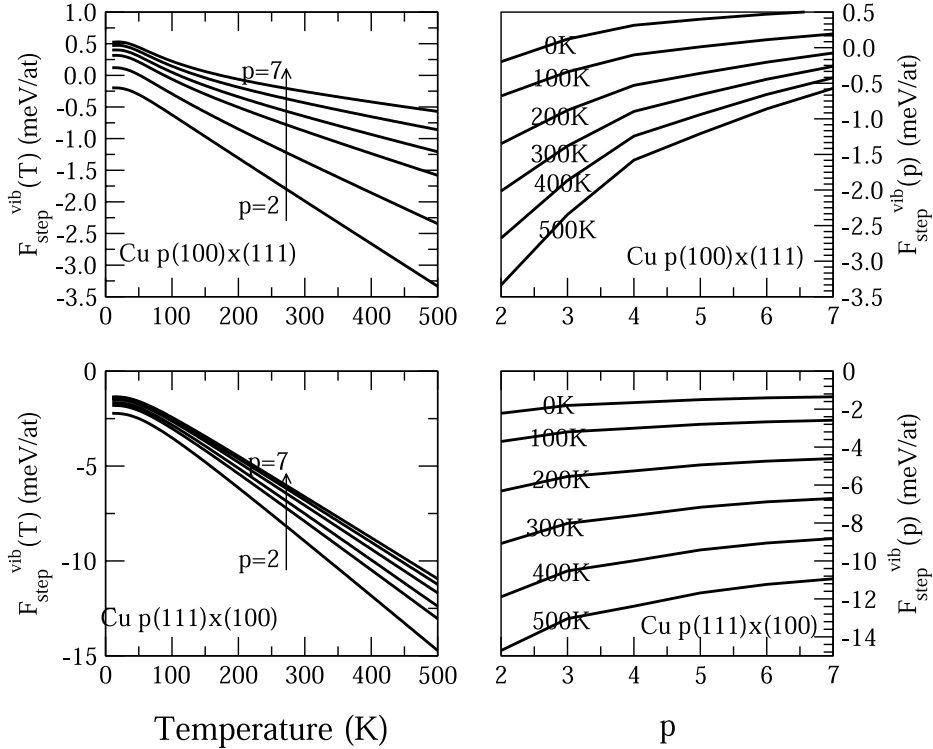 F_step^vib(T) (meV/at)
1.0
0.5
0.0
-0.5
-1.0
-1.5
-2.0
-2.5
-3.0
-3.5
p=7
p=2
Cu p(100)x(111)
0 100 200 300 400 500
0K
100K
200K
300K
400K
500K
Cu p(100)x(111)
2 3 4 5 6 7
0.5
0.0
-0.5
-1.0
-1.5
-2.0
-2.5
-3.0
-3.5
F_step^vib(p) (meV/at)
F_step^vib(T) (meV/at)
0
-5
-10
-15
p=7
p=2
Cu p(111)x(100)
0 100 200 300 400 500
Temperature (K)
0K
100K
200K
300K
400K
500K
Cu p(111)x(100)
2 3 4 5 6 7
p
0
-2
-4
-6
-8
-10
-12
-14
F_step^vib(p) (meV/at)